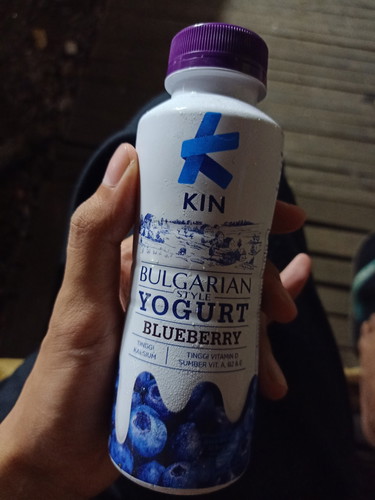 KIN
BULGARIAN
STYLE
YOGURT
BLUEBERRY
TINGGI
KALSIUM
TINGGI VITAMIN D
SUMBER VIT. A, B2 & E